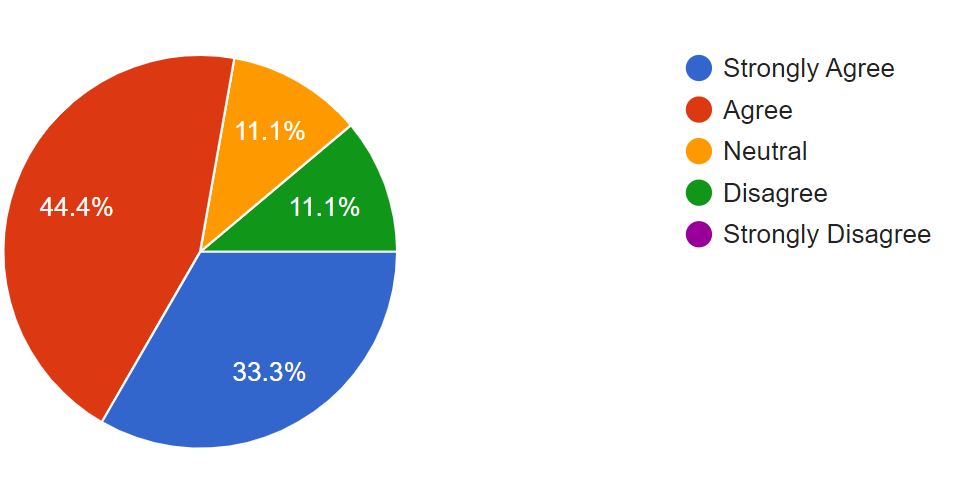 11.1%
44.4%
11.1%
33.3%
Strongly Agree
Agree
Neutral
Disagree
Strongly Disagree